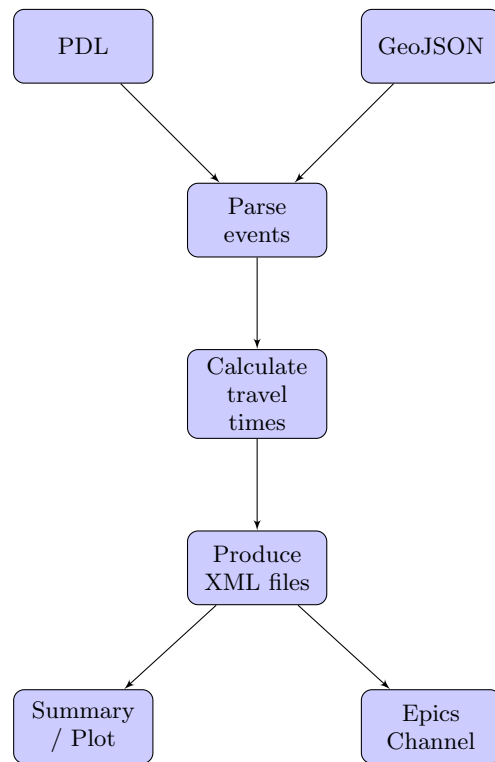 PDL
GeoJSON
Parse
events
Calculate
travel
times
Produce
XML files
Summary
/ Plot
Epics
Channel